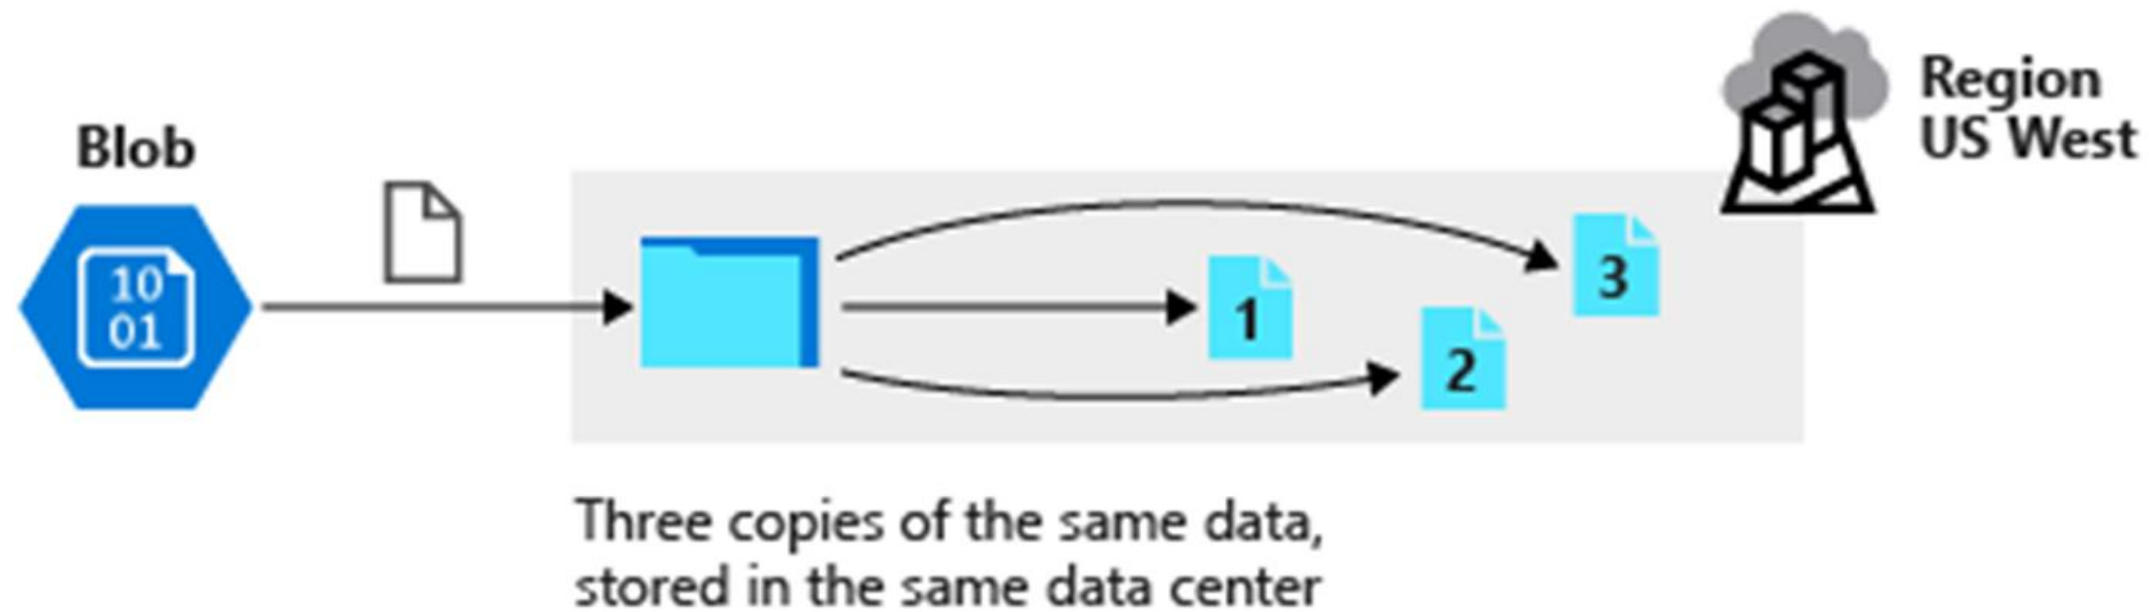 Blob
10
01
1
2
3
Region
US West
Three copies of the same data,
stored in the same data center